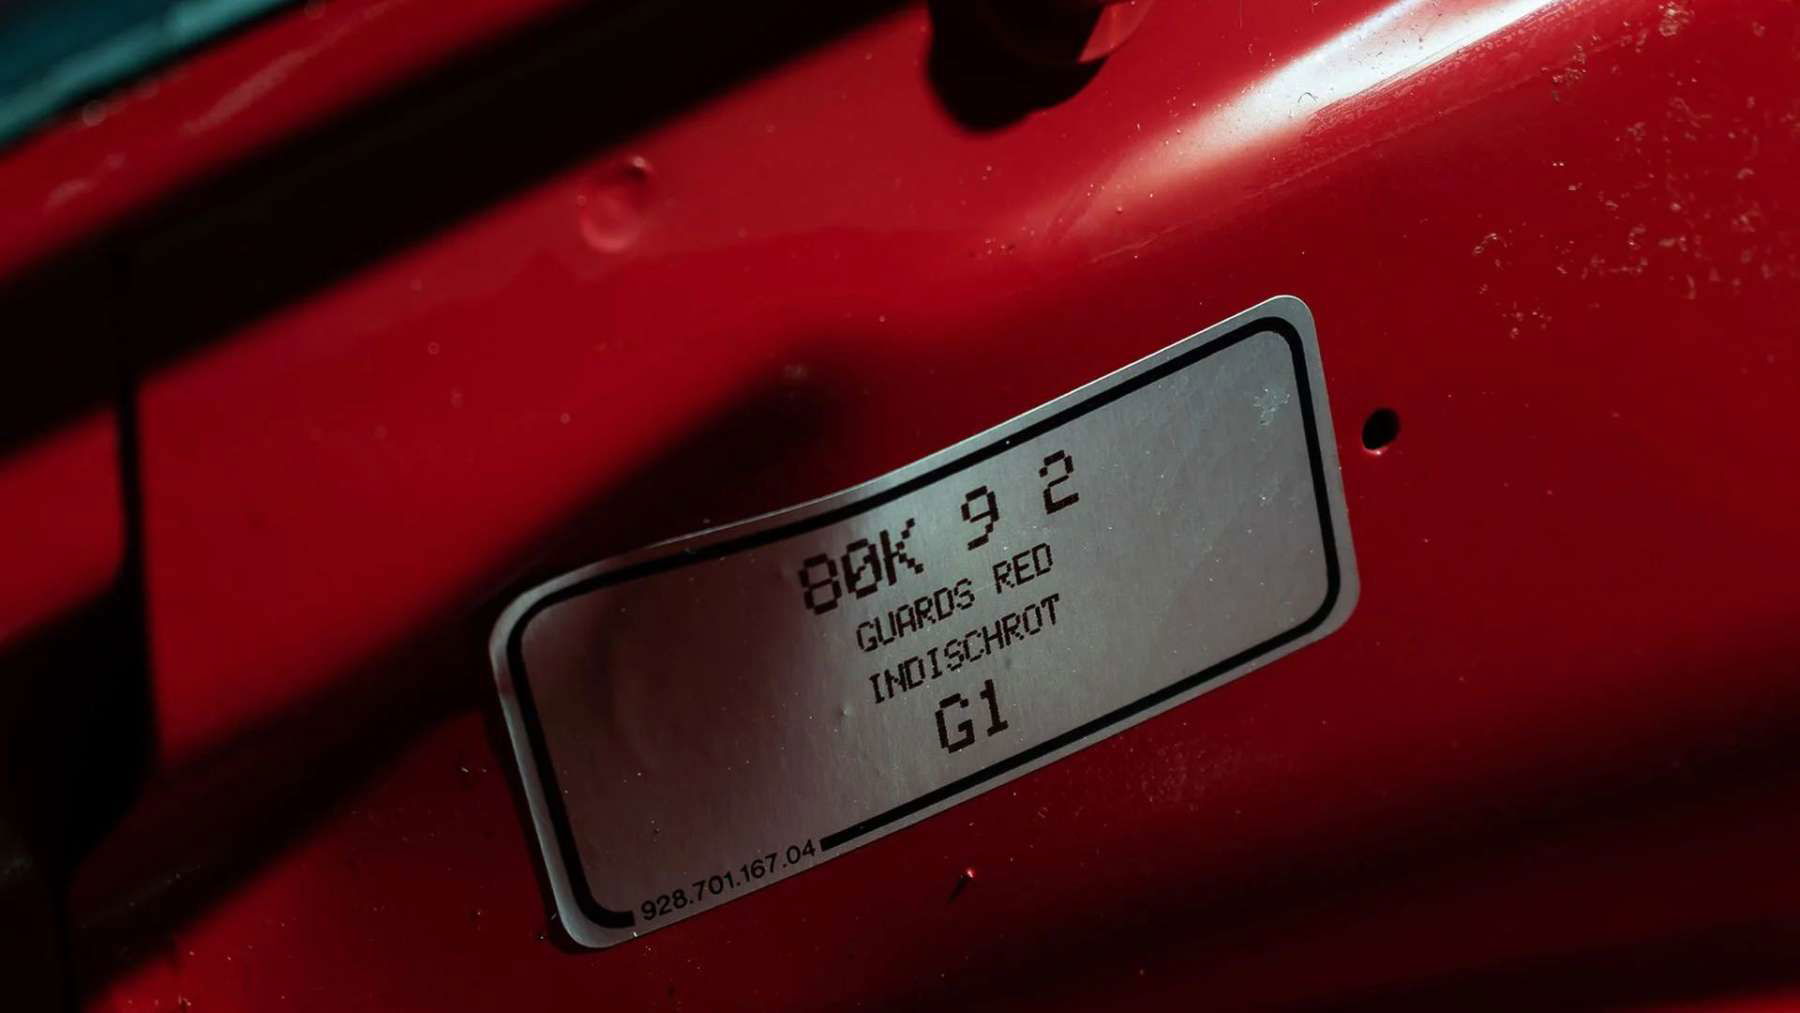 80K 9 2
GUARDS RED
INDISCHROT
G1
928.701.167.04